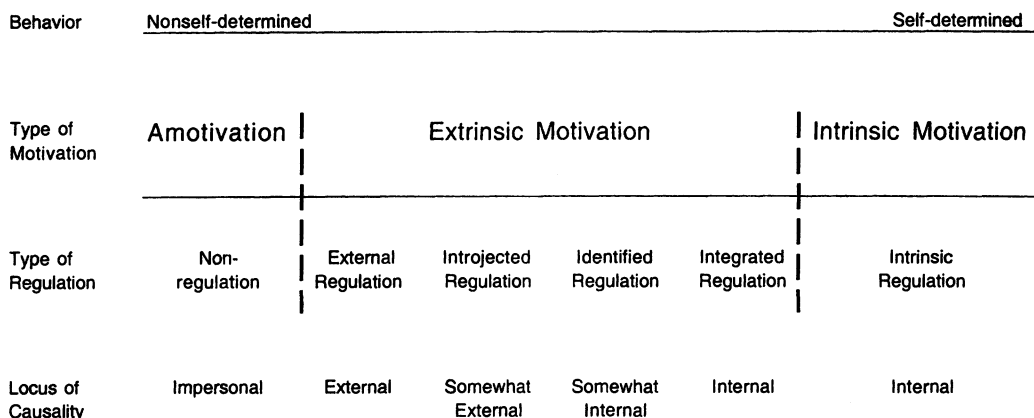 Behavior Nonself-determined Self-determined
Type of
Motivation
Amotivation Extrinsic Motivation Intrinsic Motivation
Type of
Regulation
Non-
regulation
External
Regulation
Introjected
Regulation
Identified
Regulation
Integrated
Regulation
Intrinsic
Regulation
Locus of
Causality
Impersonal
External
Somewhat
External
Somewhat
Internal
Internal
Internal